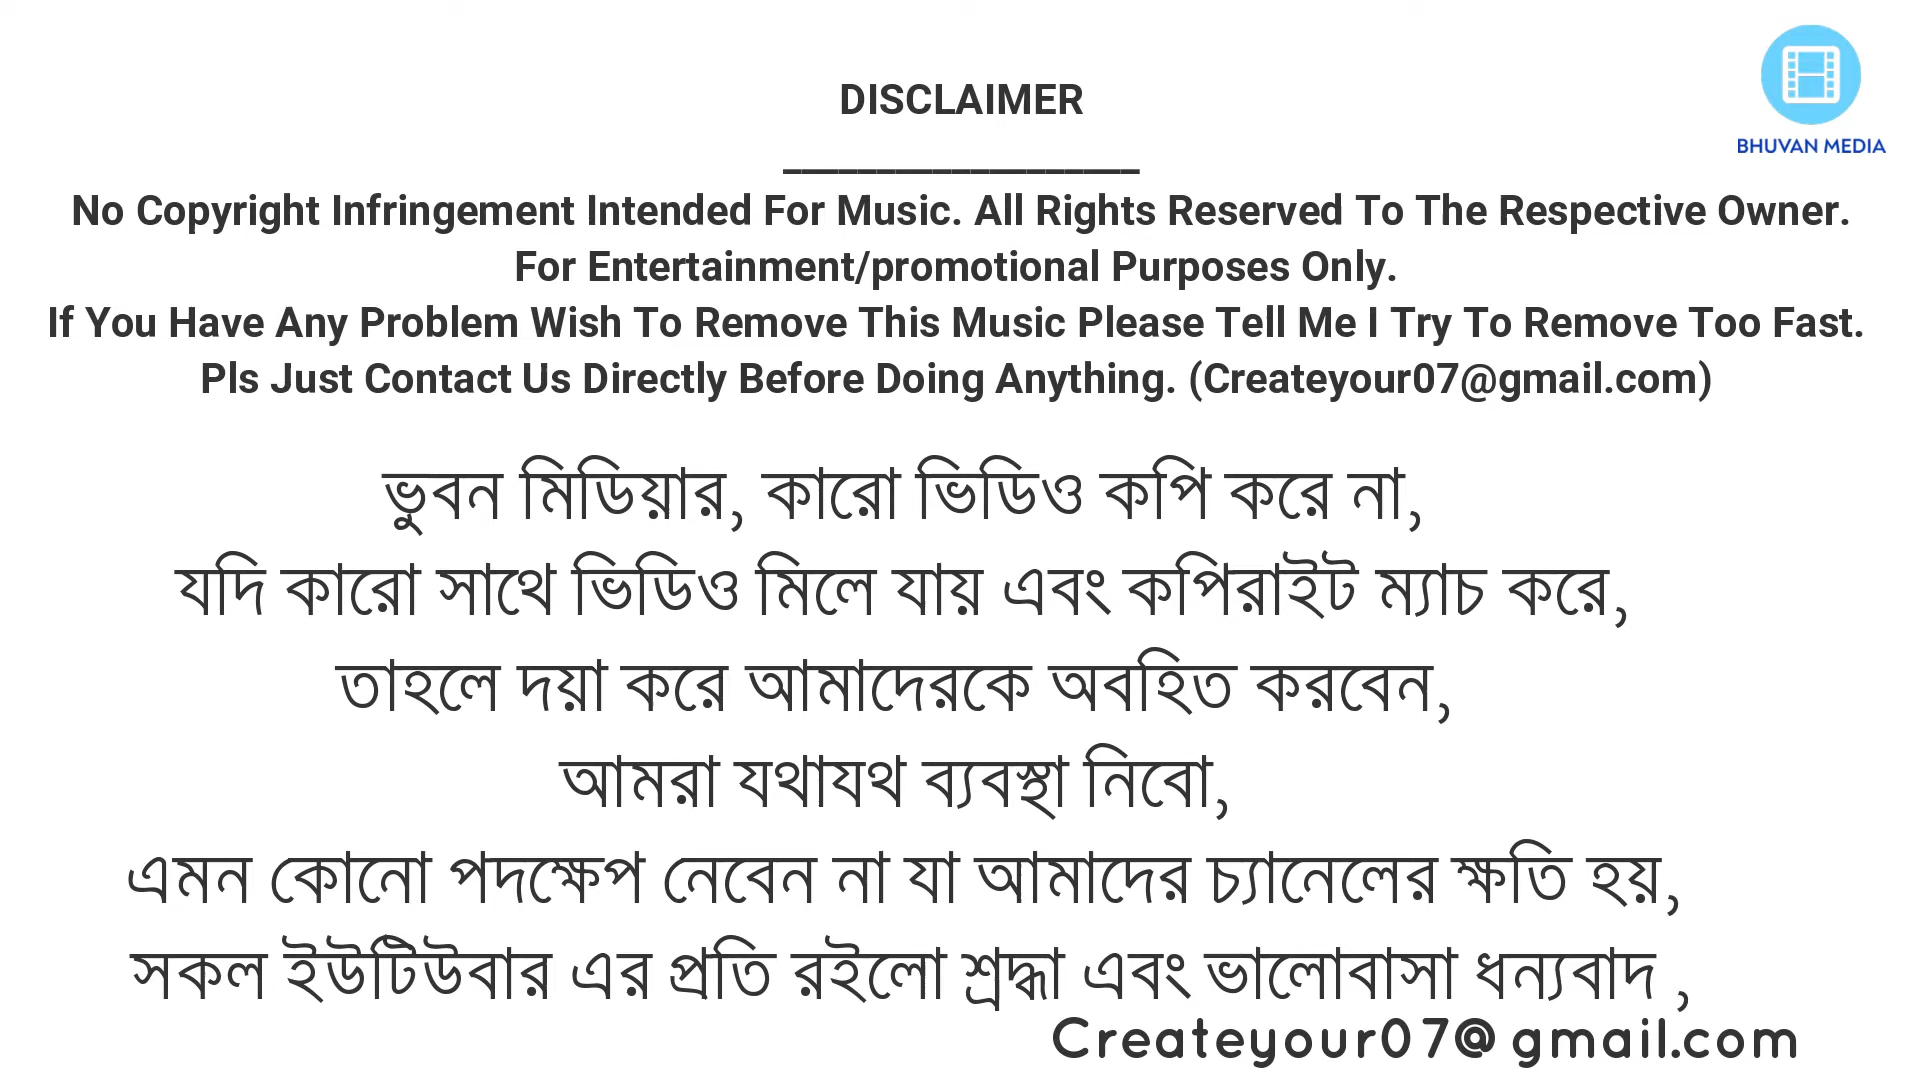 BHUVAN MEDIA
DISCLAIMER
___________________
No Copyright Infringement Intended For Music. All Rights Reserved To The Respective Owner.
For Entertainment/promotional Purposes Only.
If You Have Any Problem Wish To Remove This Music Please Tell Me I Try To Remove Too Fast.
Pls Just Contact Us Directly Before Doing Anything. (Createyour07@gmail.com)
ভুবন মিডিয়ার, কারো ভিডিও কপি করে না,
যদি কারো সাথে ভিডিও মিলে যায় এবং কপিরাইট ম্যাচ করে,
তাহলে দয়া করে আমাদেরকে অবহিত করবেন,
আমরা যথাযথ ব্যবস্থা নিবো,
এমন কোনো পদক্ষেপ নেবেন না যা আমাদের চ্যানেলের ক্ষতি হয়,
সকল ইউটিউবার এর প্রতি রইলো শ্রদ্ধা এবং ভালোবাসা ধন্যবাদ ,
Createyour07@gmail.com